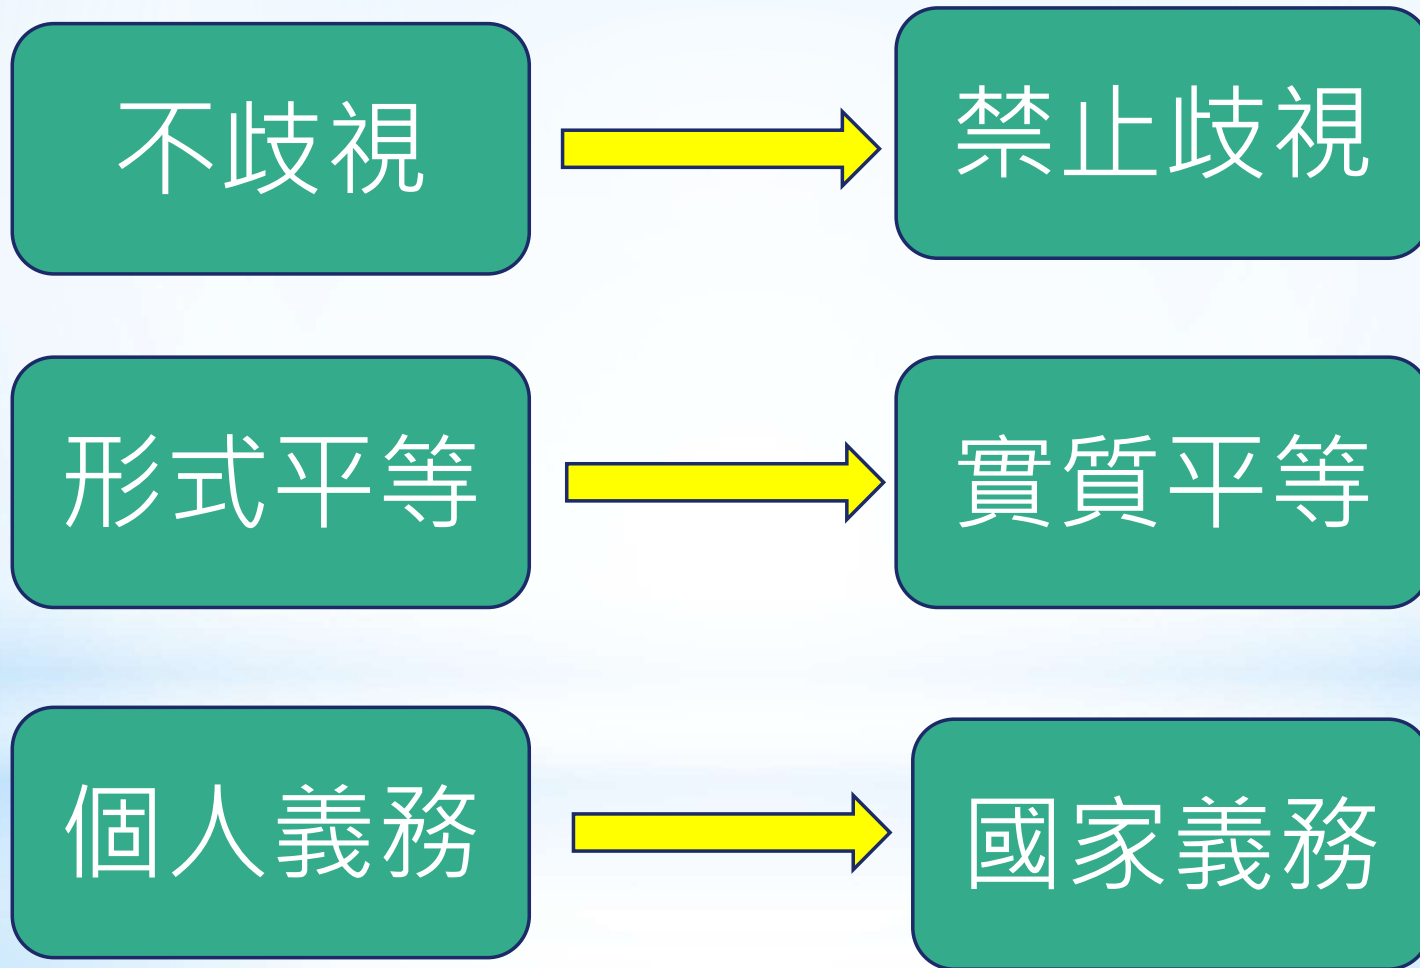 不歧視
禁止歧視
形式平等
實質平等
個人義務
國家義務